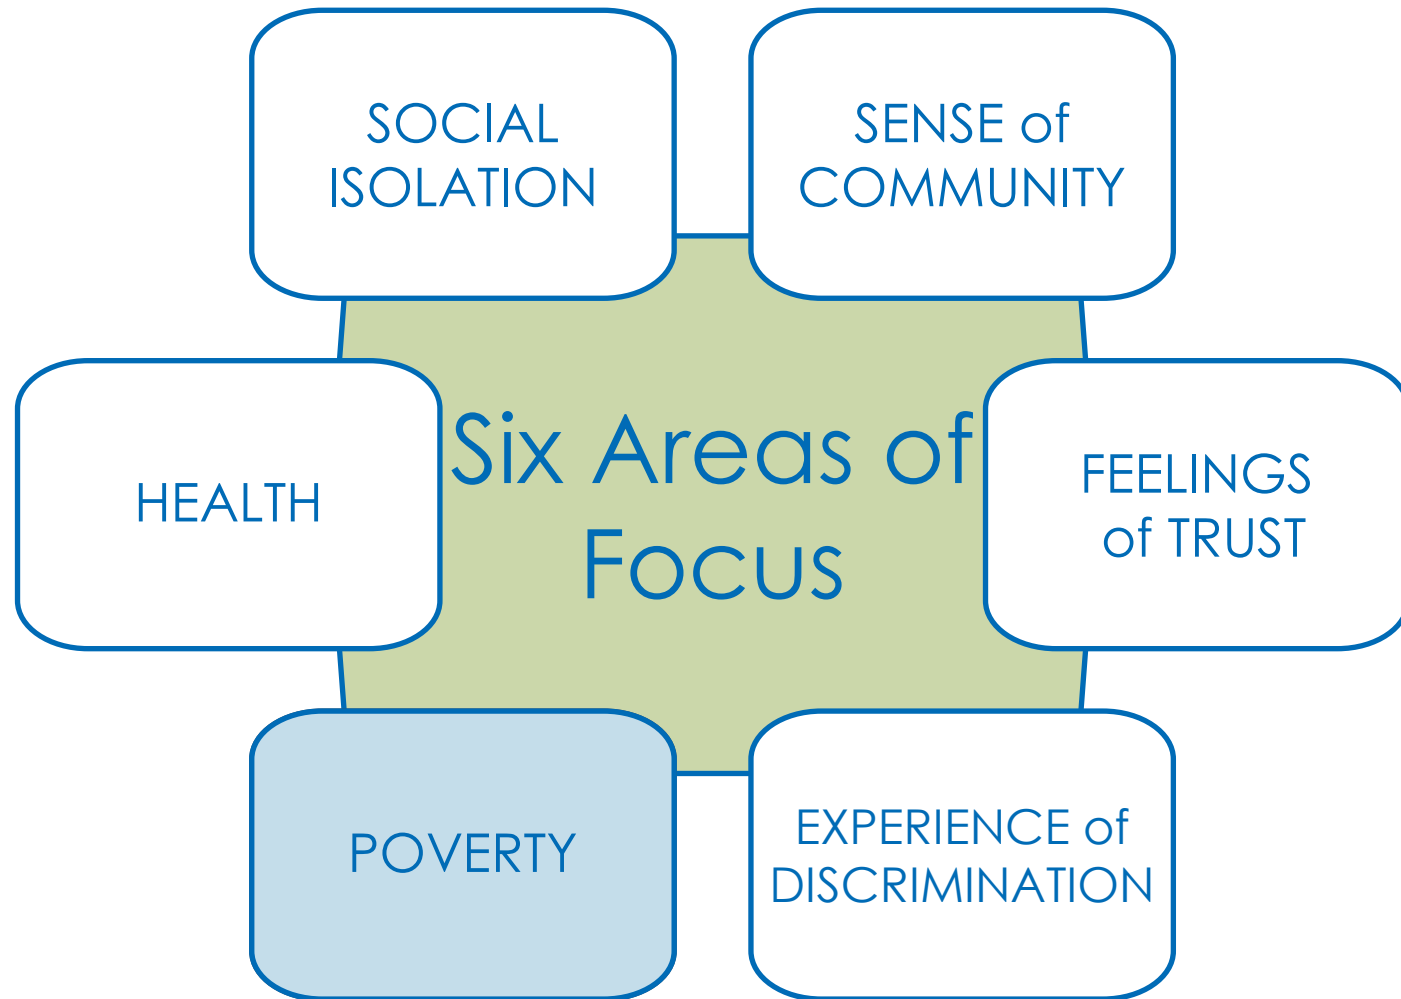 SOCIAL
ISOLATION
SENSE of
COMMUNITY
HEALTH
Six Areas of
Focus
FEELINGS
of TRUST
POVERTY
EXPERIENCE of
DISCRIMINATION